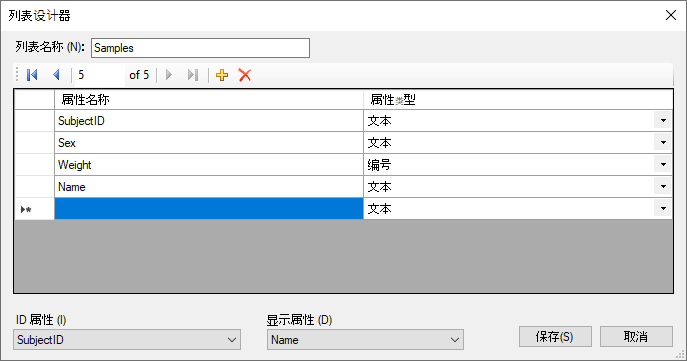 列表设计器
列表名称 (N): Samples
5 of 5
属性名称 属性类型
SubjectID 文本
Sex 文本
Weight 编号
Name 文本
文本
ID 属性 (I) 显示属性 (D)
SubjectID Name 保存(S) 取消